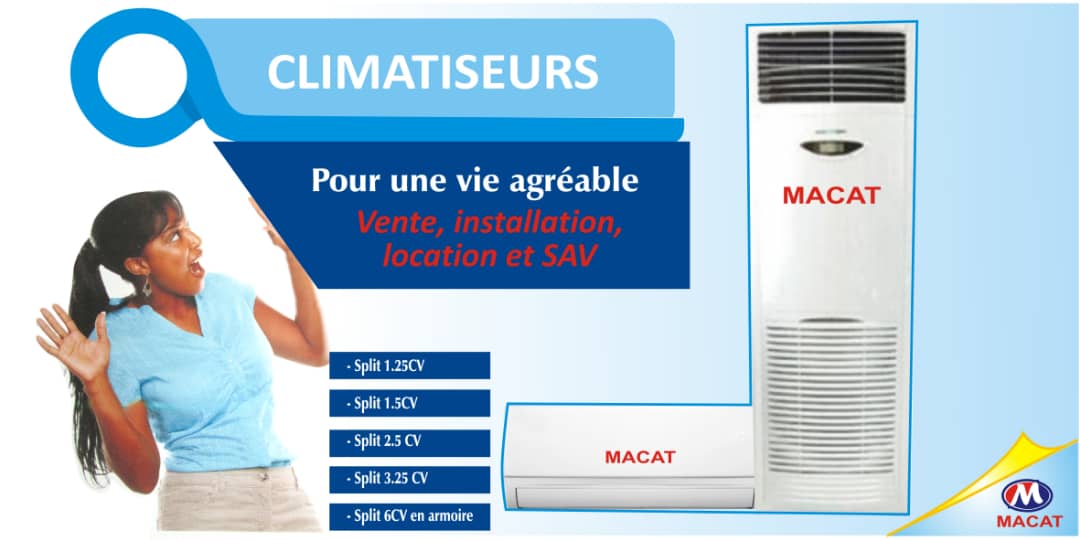 CLIMATISEURS
Pour une vie agréable
Vente, installation,
location et SAV
- Split 1.25CV
- Split 1.5CV
- Split 2.5 CV
- Split 3.25 CV
- Split 6CV en armoire
MACAT
MACAT
M
MACAT